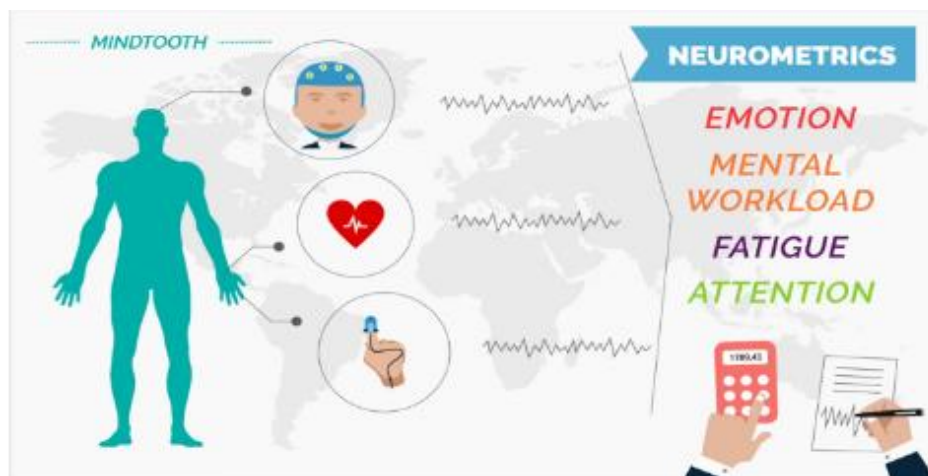 MINDTOOTH
NEUROMETRICS
EMOTION
MENTAL
WORKLOAD
FATIGUE
ATTENTION